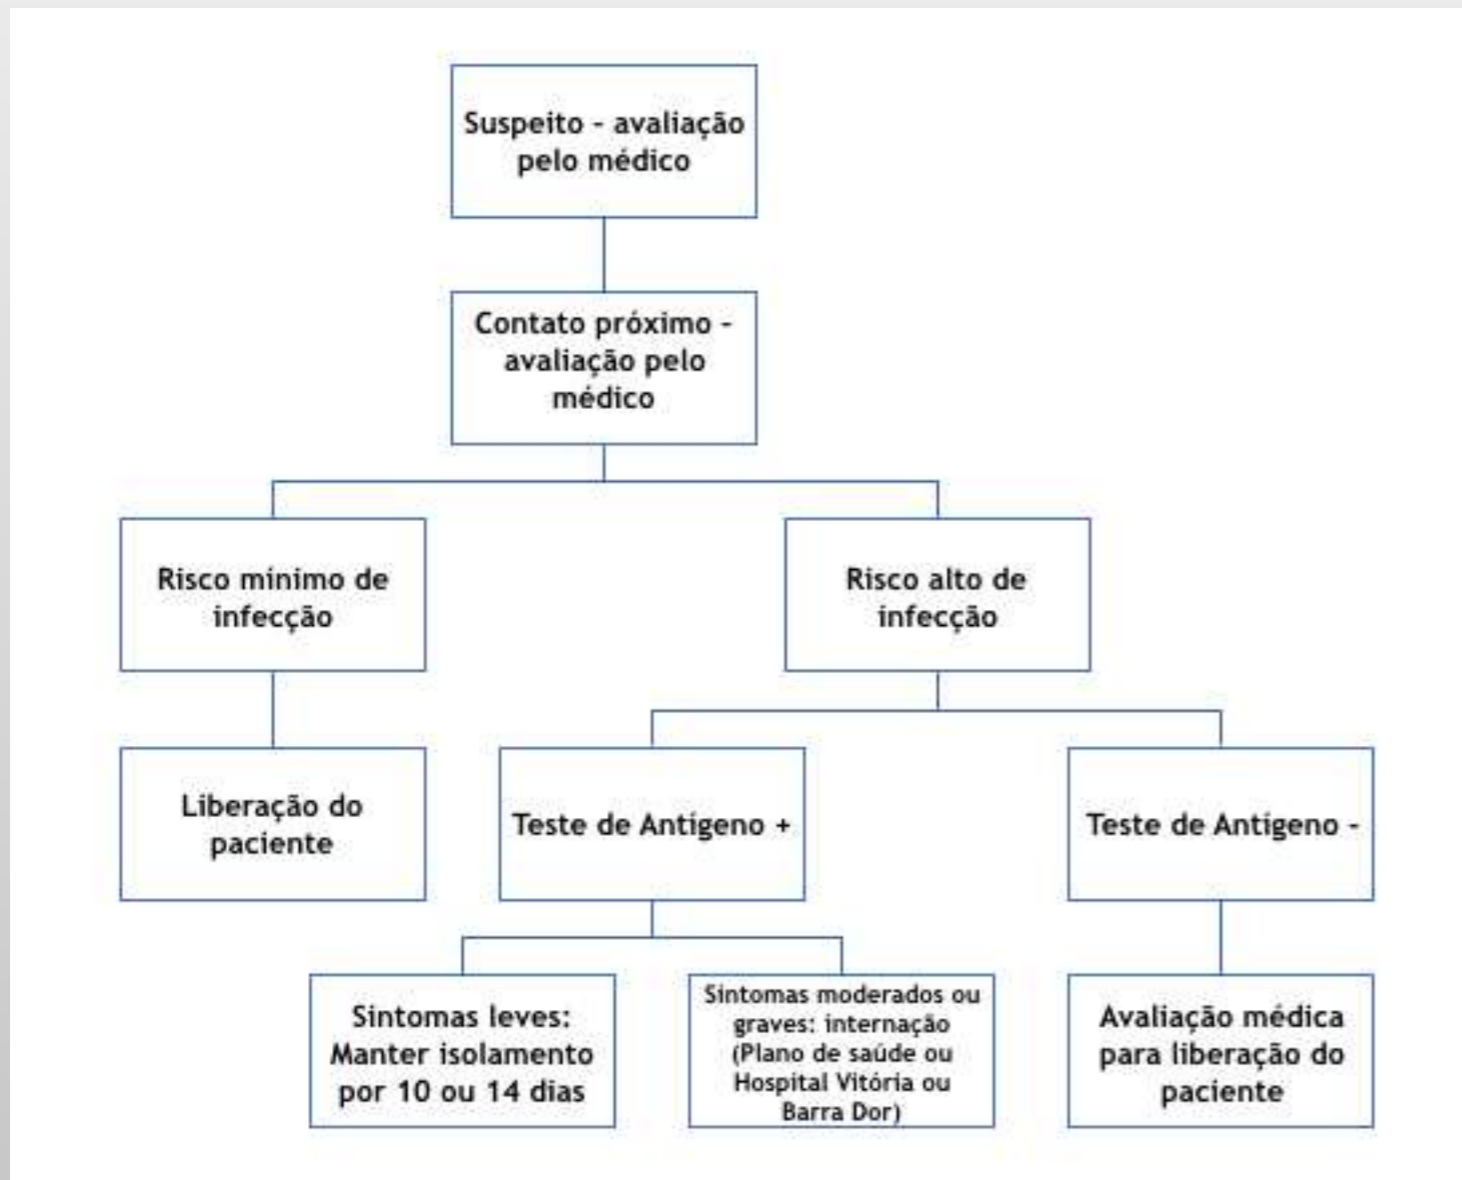 Suspeito - avaliação
pelo médico
Contato próximo -
avaliação pelo
médico
Risco mínimo de
infecção
Risco alto de
infecção
Liberação do
paciente
Teste de Antígeno +
Teste de Antígeno -
Sintomas leves:
Manter isolamento
por 10 ou 14 dias
Sintomas moderados ou
graves: internação
(Plano de saúde ou
Hospital Vitória ou
Barra Dor)
Avaliação médica
para liberação do
paciente